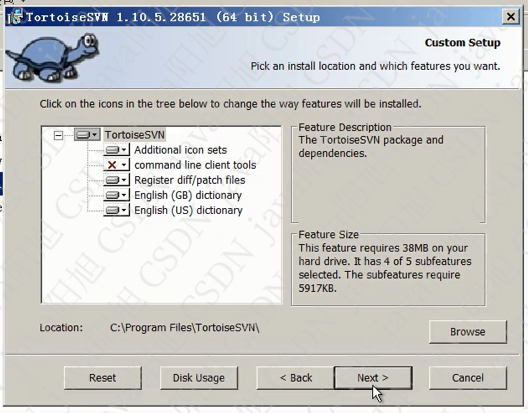 TortoiseSVN 1.10.5.28651 (64 bit) Setup
Custom Setup
Pick an install location and which features you want.
Click on the icons in the tree below to change the way features will be installed.
TortoiseSVN
Additional icon sets
command line client tools
Register diff/patch files
English (GB) dictionary
English (US) dictionary
Feature Description
The TortoiseSVN package and
dependencies.
Feature Size
This feature requires 38MB on your
hard drive. It has 4 of 5 subfeatures
selected. The subfeatures require
5917KB.
Location: C:\Program Files\TortoiseSVN\
Browse
Reset Disk Usage < Back Next > Cancel